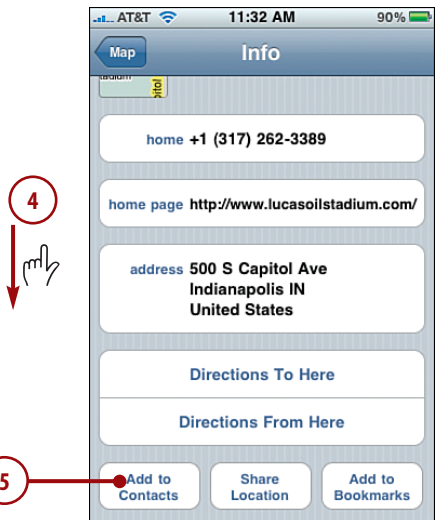 AT&T 11:32 AM 90%
Map Info
stadium
itol
home +1 (317) 262-3389
4
home page http://www.lucasoilstadium.com/
address 500 S Capitol Ave
Indianapolis IN
United States
Directions To Here
Directions From Here
5
Add to Contacts
Share Location
Add to Bookmarks